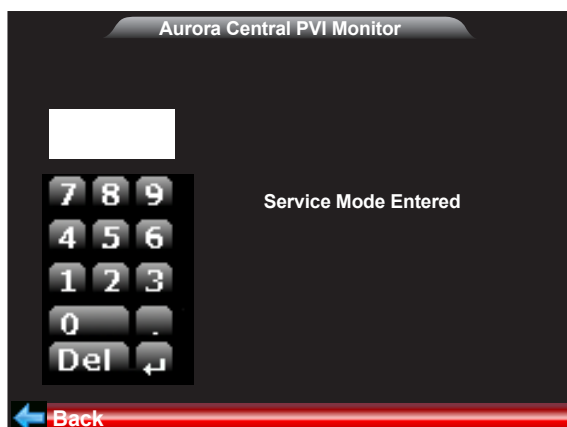 Aurora Central PVI Monitor
7 8 9
Service Mode Entered
4 5 6
1 2 3
0 .
Del ↵
Back